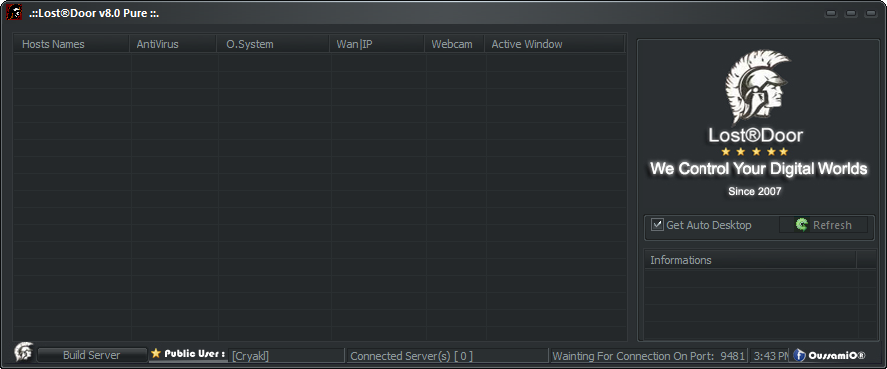 .::Lost®Door v8.0 Pure ::.
Hosts Names AntiVirus O.System Wan|IP Webcam Active Window
Lost®Door
We Control Your Digital Worlds
Since 2007
Get Auto Desktop Refresh
Informations
Build Server Public User : [Cryakl] Connected Server(s) [ 0 ] Wainting For Connection On Port: 9481 3:43 PM OussamiO®